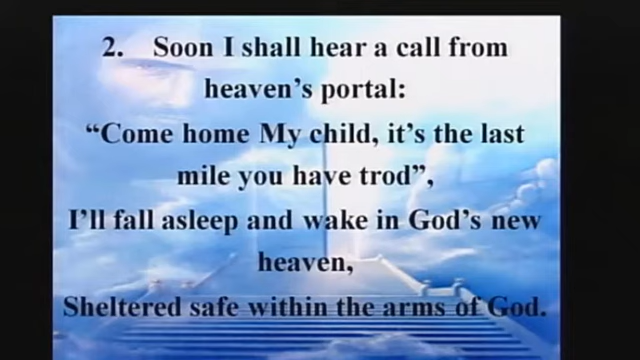 2. Soon I shall hear a call from
heaven’s portal:
“Come home My child, it’s the last
mile you have trod”,
I’ll fall asleep and wake in God’s new
heaven,
Sheltered safe within the arms of God.